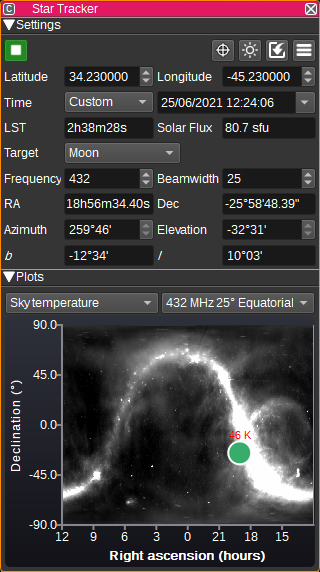 C Star Tracker
Settings
Latitude 34.230000 Longitude -45.230000
Time Custom 25/06/2021 12:24:06
LST 2h38m28s Solar Flux 80.7 sfu
Target Moon
Frequency 432 Beamwidth 25
RA 18h56m34.40s Dec -25°58'48.39"
Azimuth 259°46' Elevation -32°31'
b -12°34' l 10°03'
Plots
Sky temperature 432 MHz 25° Equatorial
90.0
45.0
0.0
-45.0
-90.0
Declination (°)
46 K
12 9 6 3 0 21 18 15
Right ascension (hours)